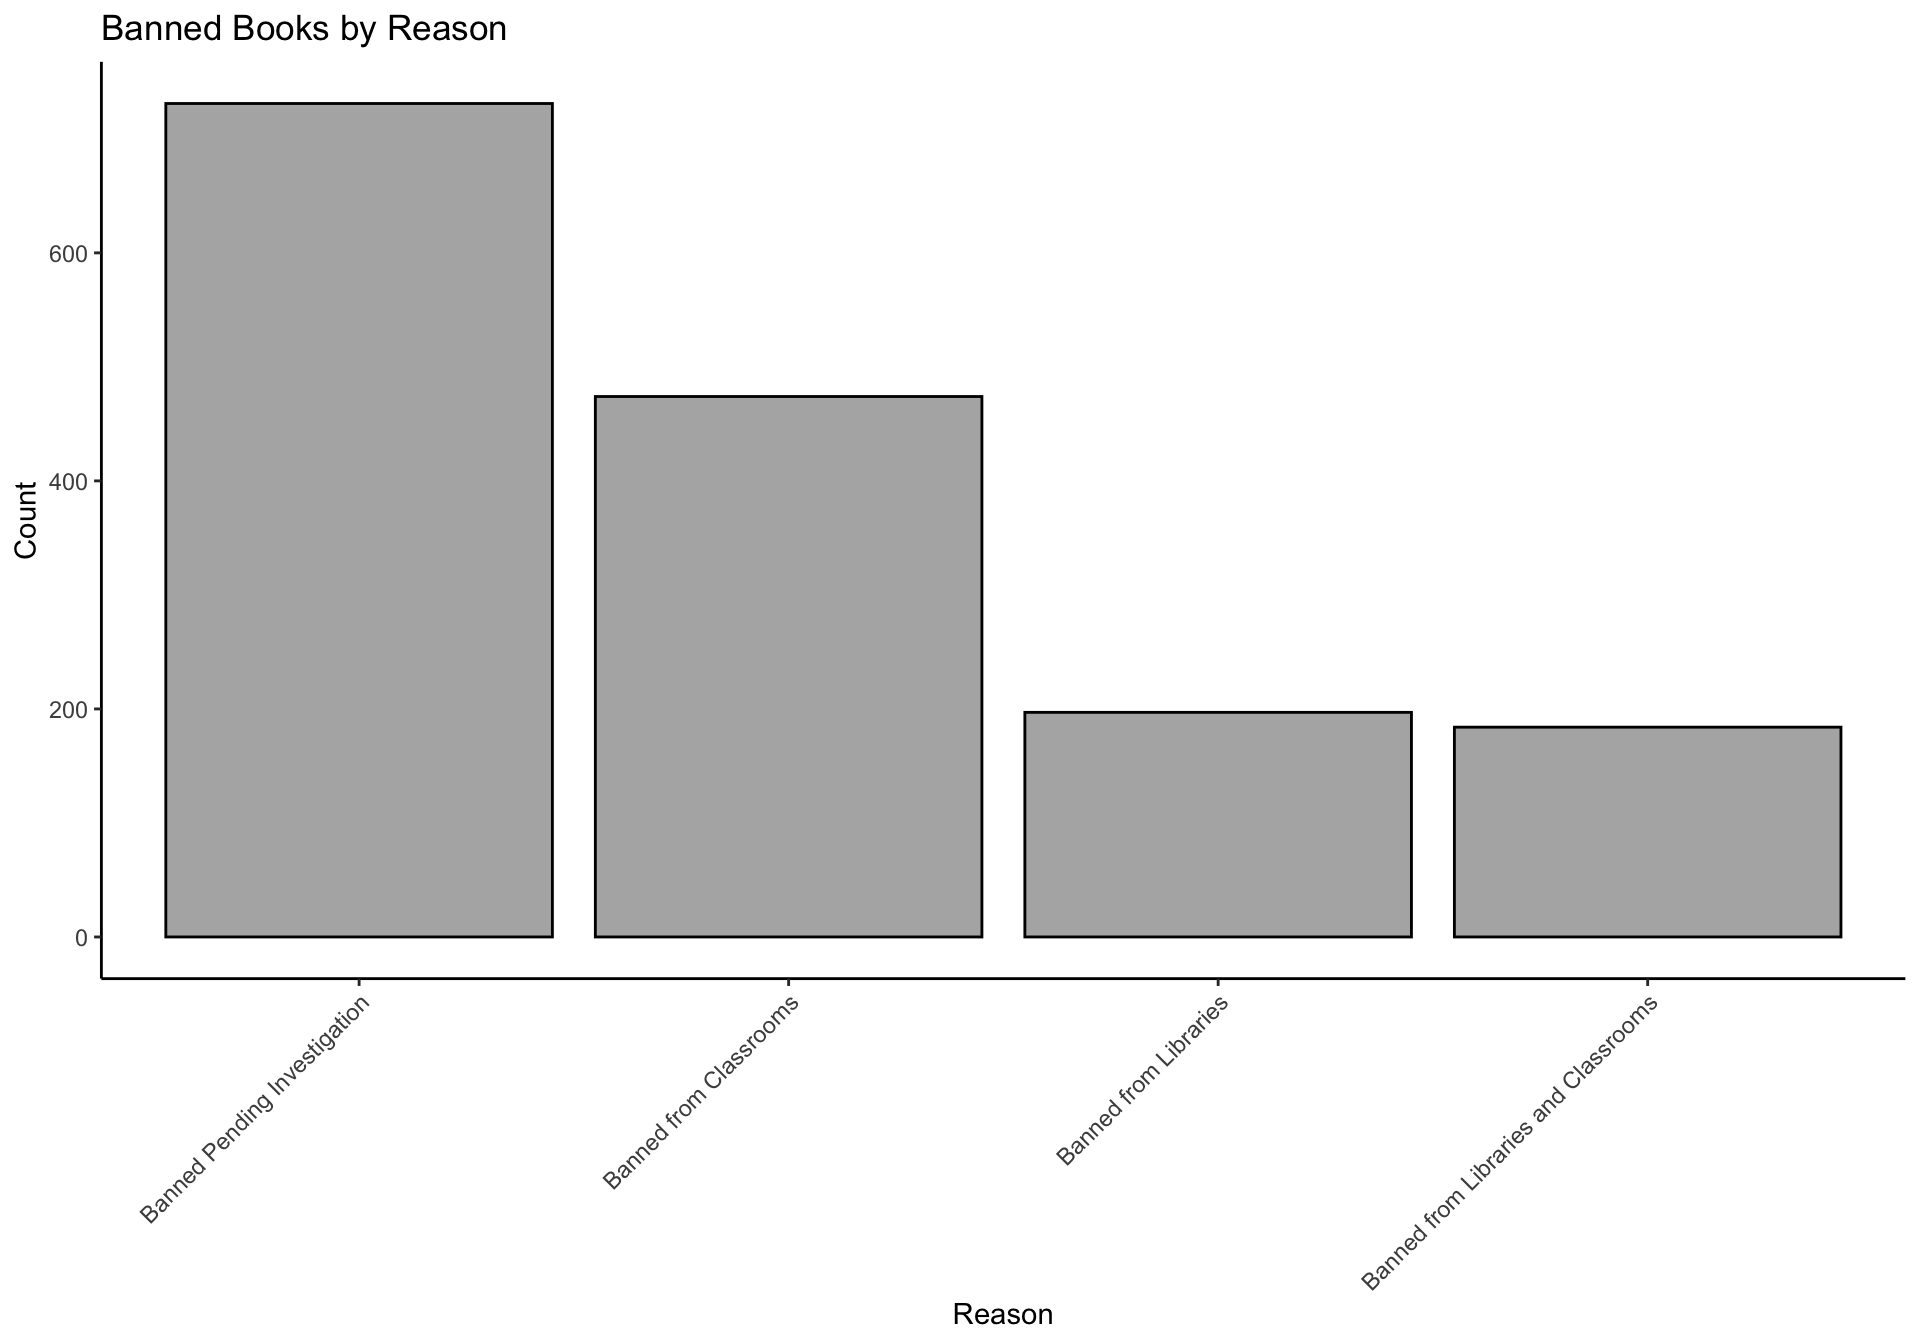 Banned Books by Reason
Count
600
400
200
0
Banned Pending Investigation
Banned from Classrooms
Banned from Libraries
Banned from Libraries and Classrooms
Reason